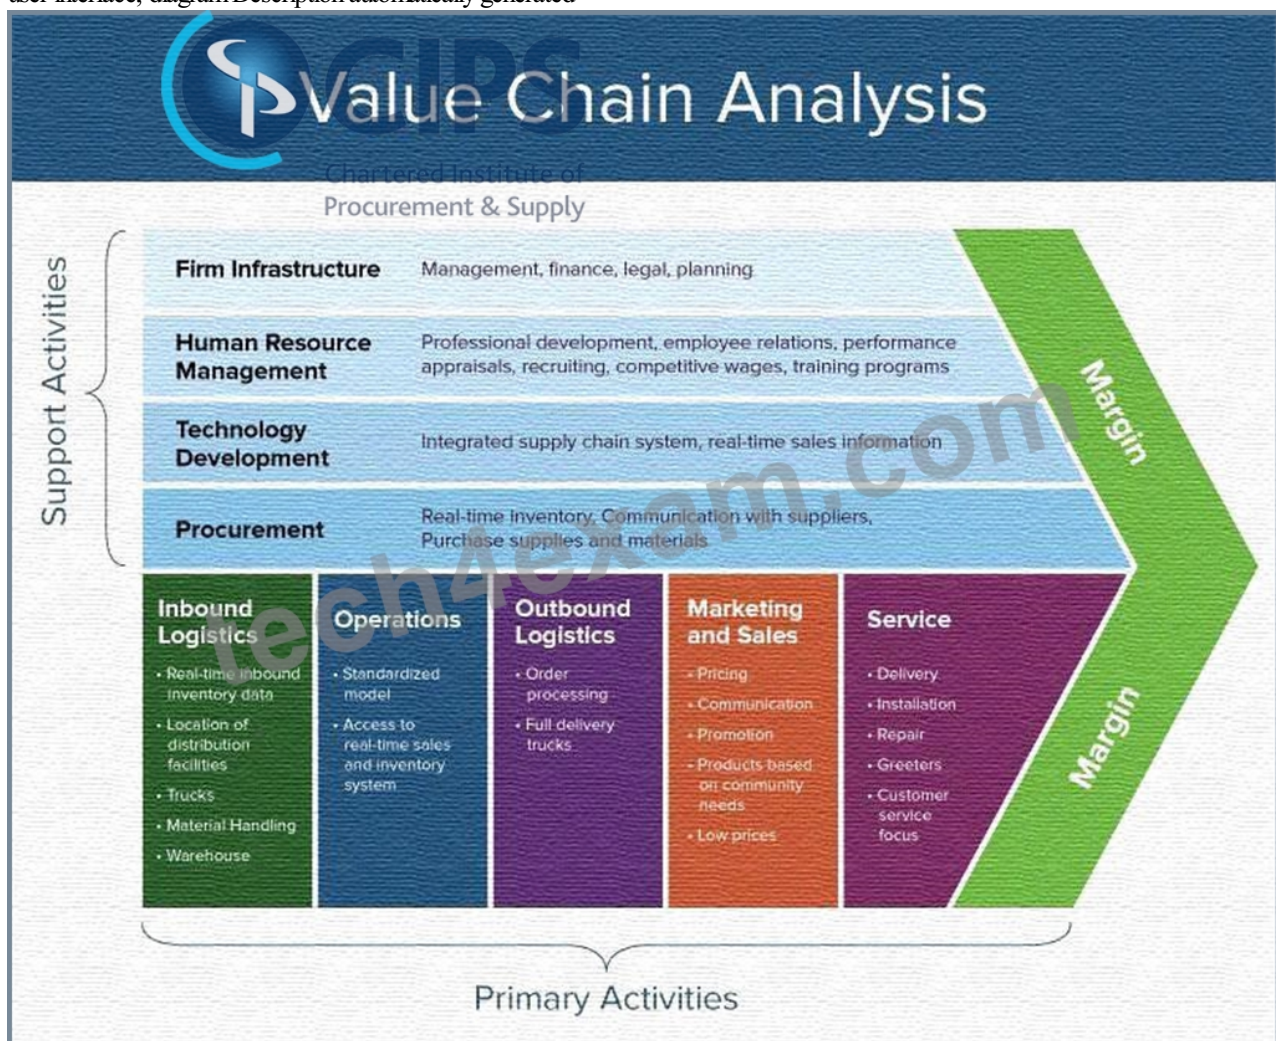 user interface, diagram Description automatically generated
CIPS
Value Chain Analysis
Chartered Institute of
Procurement & Supply
Support Activities
Firm Infrastructure
Management, finance, legal, planning
Human Resource
Management
Professional development, employee relations, performance
appraisals, recruiting, competitive wages, training programs
Technology
Development
Integrated supply chain system, real-time sales information
Procurement
Real-time inventory, Communication with suppliers,
Purchase supplies and materials
Margin
Margin
tech4exam.com
Inbound
Logistics
• Real-time inbound
inventory data
• Location of
distribution
facilities
• Trucks
• Material Handling
• Warehouse
Operations
• Standardized
model
• Access to
real-time sales
and inventory
system
Outbound
Logistics
• Order
processing
• Full delivery
trucks
Marketing
and Sales
• Pricing
• Communication
• Promotion
• Products based
on community
needs
• Low prices
Service
• Delivery
• Installation
• Repair
• Greeters
• Customer
service
focus
Primary Activities